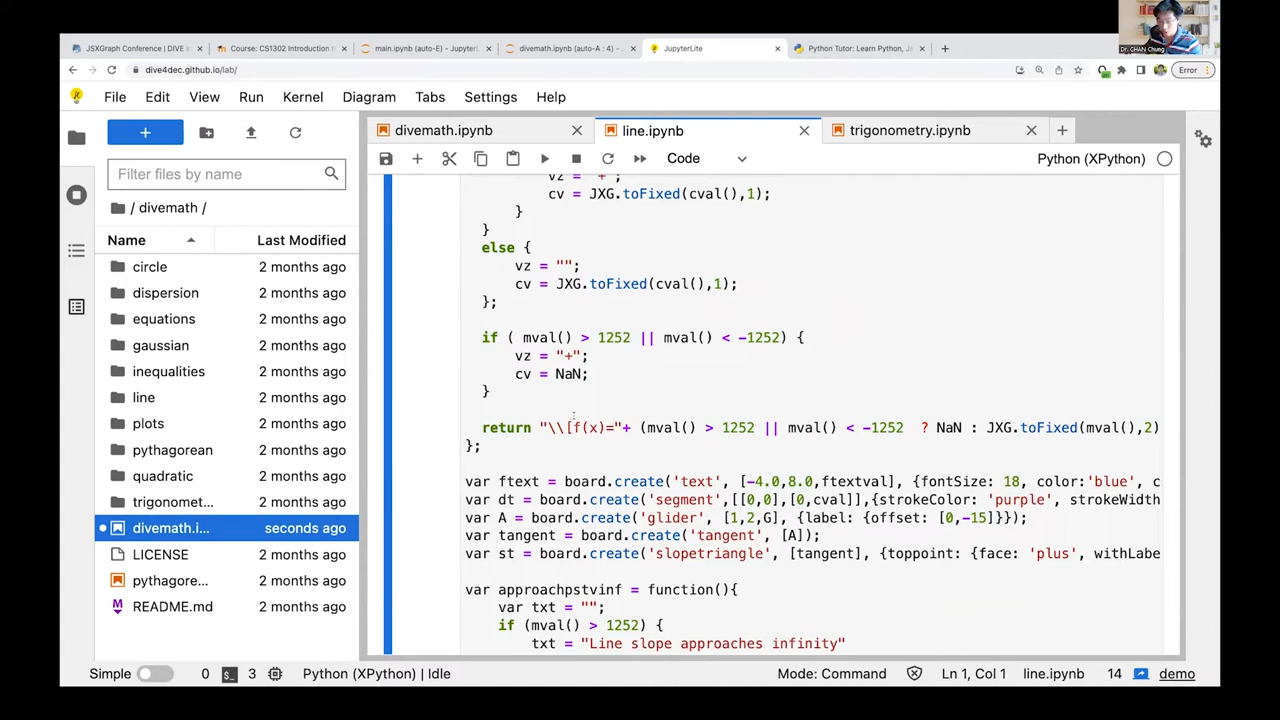 JSXGraph Conference | DIVE in
Course: CS1302 Introduction t
main.ipynb (auto-E) - JupyterL
divemath.ipynb (auto-A : 4) -
JupyterLite
Python Tutor: Learn Python, Ja
dive4dec.github.io/lab/
Error
Dr. CHAN Chung
File Edit View Run Kernel Diagram Tabs Settings Help
divemath.ipynb
line.ipynb
trigonometry.ipynb
Code
Python (XPython)
Filter files by name
/ divemath /
Name Last Modified
circle 2 months ago
dispersion 2 months ago
equations 2 months ago
gaussian 2 months ago
inequalities 2 months ago
line 2 months ago
plots 2 months ago
pythagorean 2 months ago
quadratic 2 months ago
trigonomet... 2 months ago
divemath.i... seconds ago
LICENSE 2 months ago
pythagore... 2 months ago
README.md 2 months ago
vz = "+";
cv = JXG.toFixed(cval(),1);
}
}
else {
vz = "";
cv = JXG.toFixed(cval(),1);
};
if ( mval() > 1252 || mval() < -1252) {
vz = "+";
cv = NaN;
}
return "\\[f(x)="+ (mval() > 1252 || mval() < -1252 ? NaN : JXG.toFixed(mval(),2)
};
var ftext = board.create('text', [-4.0,8.0,ftextval], {fontSize: 18, color:'blue', c
var dt = board.create('segment',[[0,0],[0,cval]],{strokeColor: 'purple', strokeWidth
var A = board.create('glider', [1,2,G], {label: {offset: [0,-15]}});
var tangent = board.create('tangent', [A]);
var st = board.create('slopetriangle', [tangent], {toppoint: {face: 'plus', withLabe
var approachpstvinf = function(){
var txt = "";
if (mval() > 1252) {
txt = "Line slope approaches infinity"
Simple 0 3 Python (XPython) | Idle Mode: Command Ln 1, Col 1 line.ipynb 14 demo